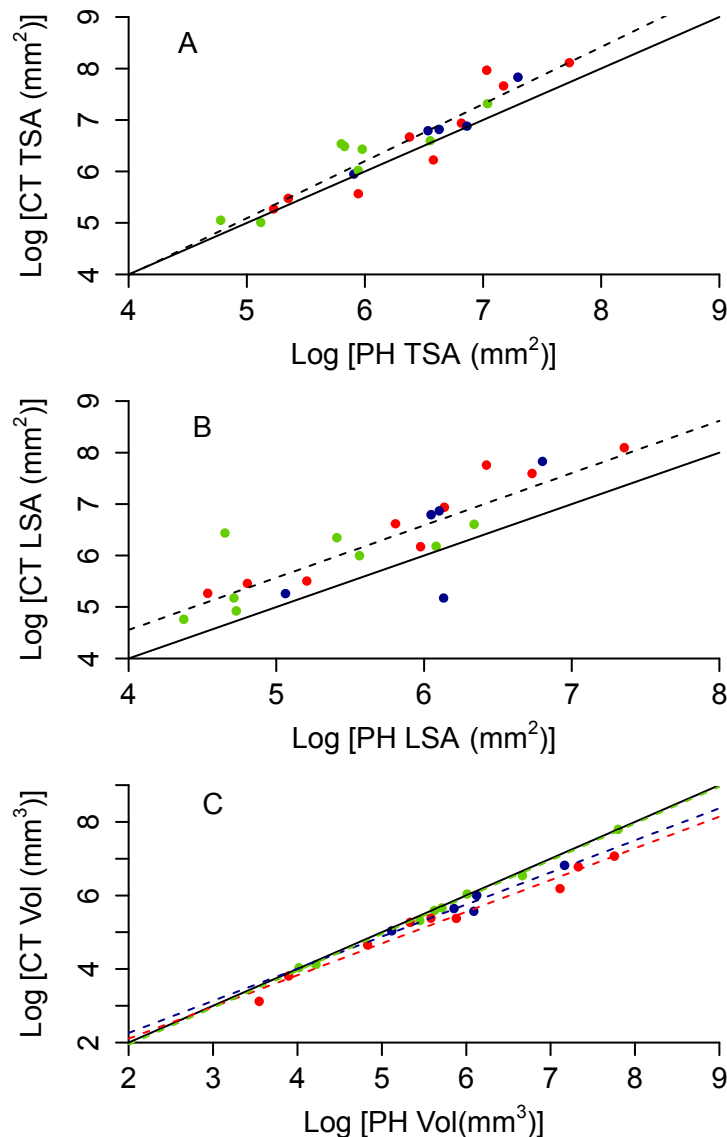 A
Log [CT TSA (mm²)]
9
8
7
6
5
4
4 5 6 7 8 9
Log [PH TSA (mm²)]
B
Log [CT LSA (mm²)]
9
8
7
6
5
4
4 5 6 7 8
Log [PH LSA (mm²)]
C
Log [CT Vol (mm³)]
8
6
4
2
2 3 4 5 6 7 8 9
Log [PH Vol(mm³)]